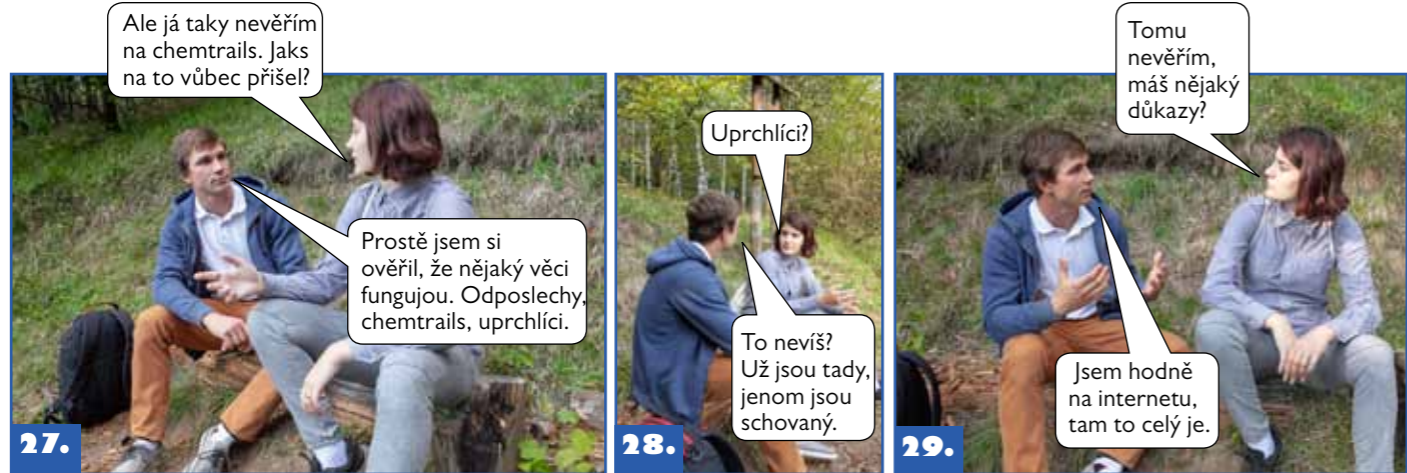 Ale já taky nevěřím
na chemtrails. Jaks
na to vůbec přišel?
Prostě jsem si
ověřil, že nějaký věci
fungujou. Odposlechy,
chemtrails, uprchlíci.
27.
Uprchlíci?
To nevíš?
Už jsou tady,
jenom jsou
schovaný.
28.
Tomu
nevěřím,
máš nějaký
důkazy?
Jsem hodně
na internetu,
tam to celý je.
29.